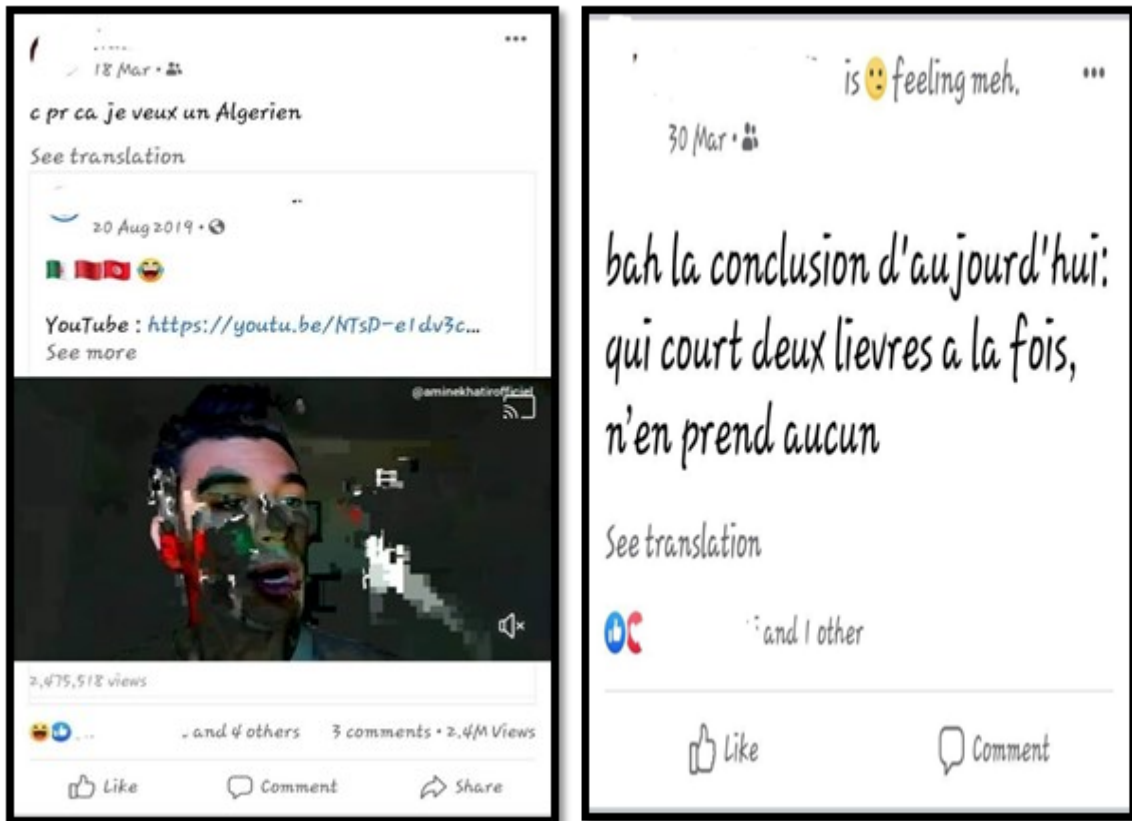 18 Mar •
c pr ca je veux un Algerien
See translation
20 Aug 2019 •
YouTube : https://youtu.be/NTsD-e1dv3c...
See more
@aminekhatirofficiel
2,475,518 views
and 4 others 3 comments • 2.4M Views
Like Comment Share
is feeling meh.
30 Mar •
bah la conclusion d'aujourd'hui:
qui court deux lievres a la fois,
n'en prend aucun
See translation
and 1 other
Like Comment